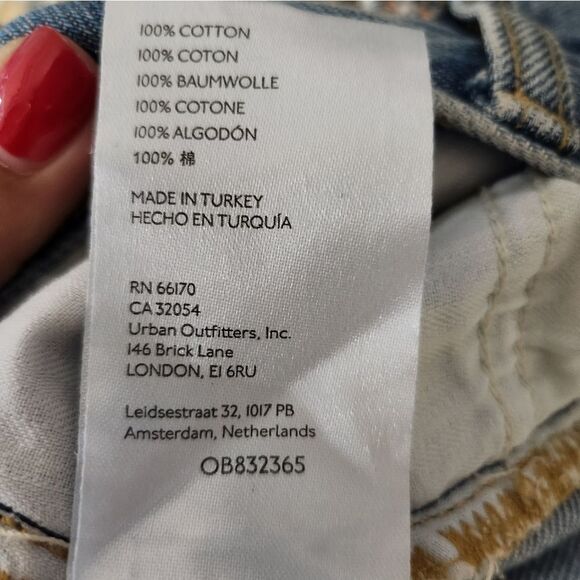 100% COTTON
100% COTON
100% BAUMWOLLE
100% COTONE
100% ALGODÓN
100% 棉
MADE IN TURKEY
HECHO EN TURQUÍA
RN 66170
CA 32054
Urban Outfitters, Inc.
146 Brick Lane
LONDON, E1 6RU
Leidsestraat 32, 1017 PB
Amsterdam, Netherlands
OB832365